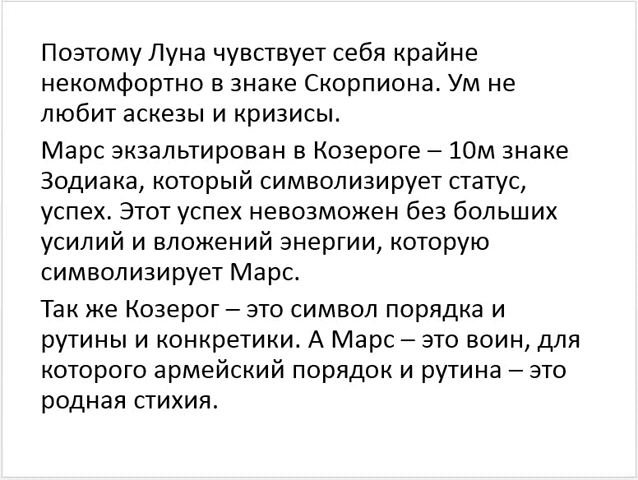 Поэтому Луна чувствует себя крайне
некомфортно в знаке Скорпиона. Ум не
любит аскезы и кризисы.
Марс экзальтирован в Козероге – 10м знаке
Зодиака, который символизирует статус,
успех. Этот успех невозможен без больших
усилий и вложений энергии, которую
символизирует Марс.
Так же Козерог – это символ порядка и
рутины и конкретики. А Марс – это воин, для
которого армейский порядок и рутина – это
родная стихия.